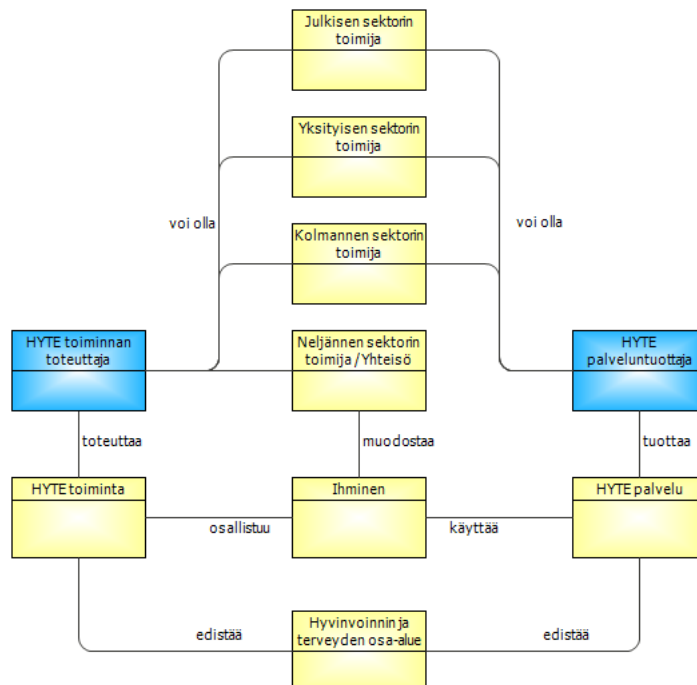 Julkisen sektorin
toimija
Yksityisen sektorin
toimija
voi olla
voi olla
Kolmannen sektorin
toimija
HYTE toiminnan
toteuttaja
Neljännen sektorin
toimija / Yhteisö
HYTE
palveluntuottaja
toteuttaa
muodostaa
tuottaa
HYTE toiminta
Ihminen
HYTE palvelu
osallistuu
käyttää
Hyvinvoinnin ja
terveyden osa-alue
edistää
edistää